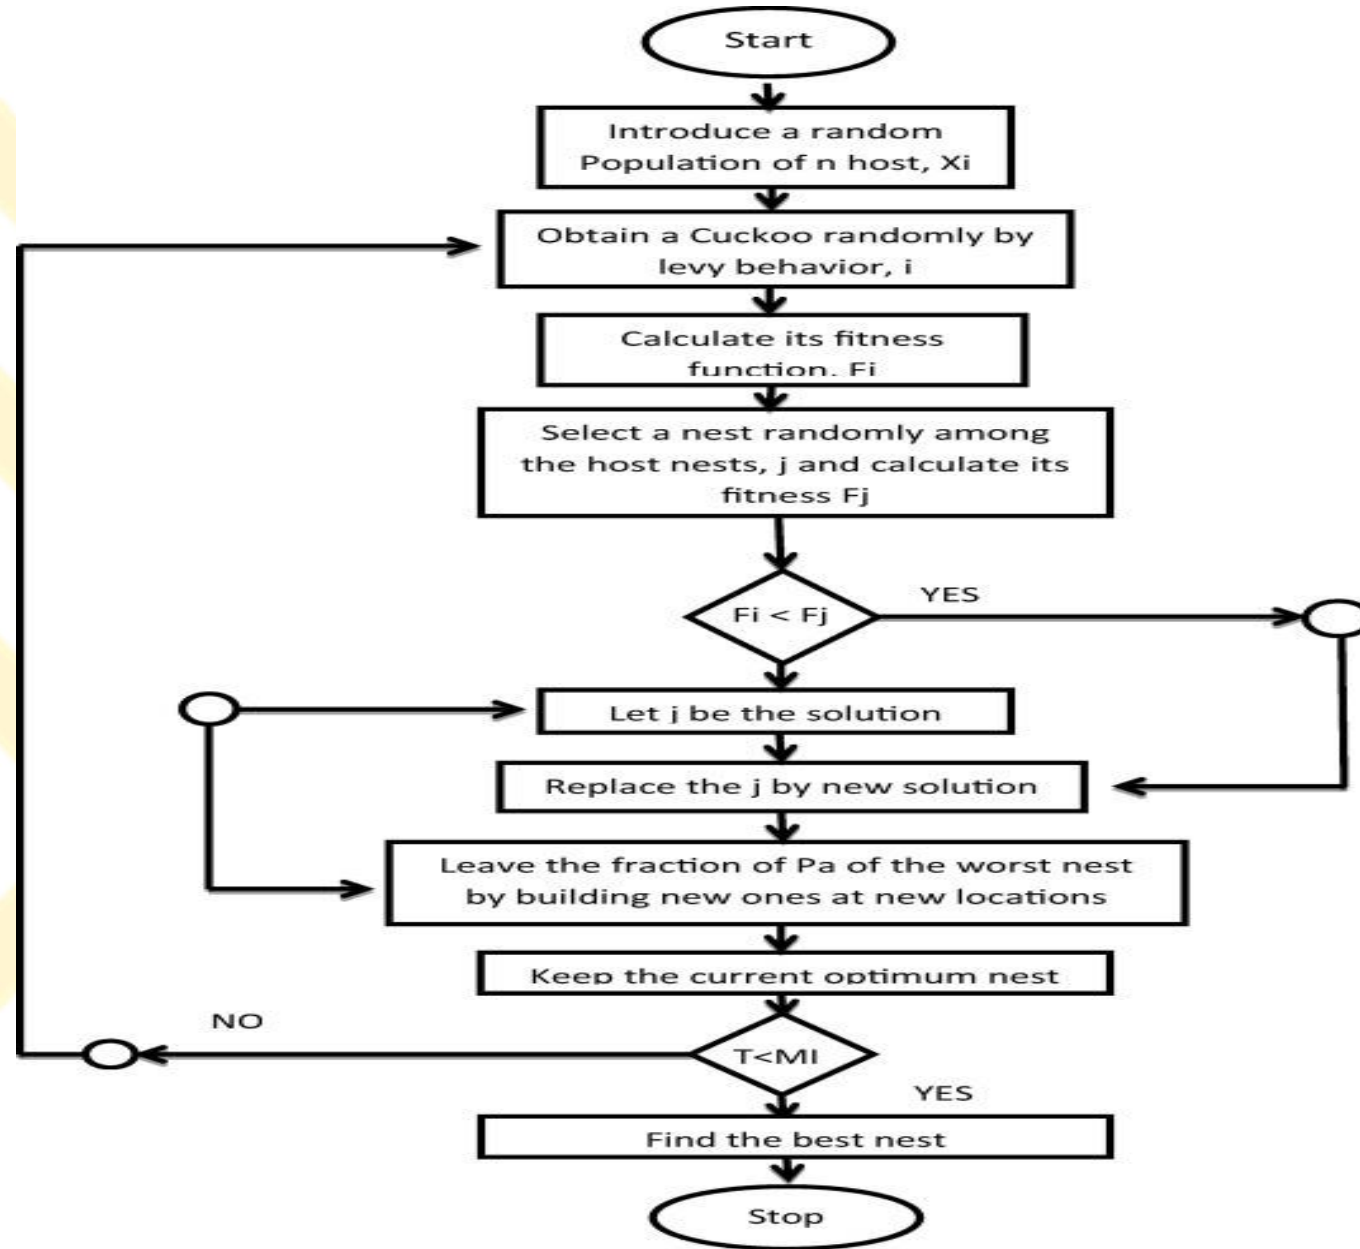 Start
Introduce a random
Population of n host, Xi
Obtain a Cuckoo randomly by
levy behavior, i
Calculate its fitness
function. Fi
Select a nest randomly among
the host nests, j and calculate its
fitness Fj
Fi < Fj
YES
Let j be the solution
Replace the j by new solution
Leave the fraction of Pa of the worst nest
by building new ones at new locations
Keep the current optimum nest
NO
T<MI
YES
Find the best nest
Stop